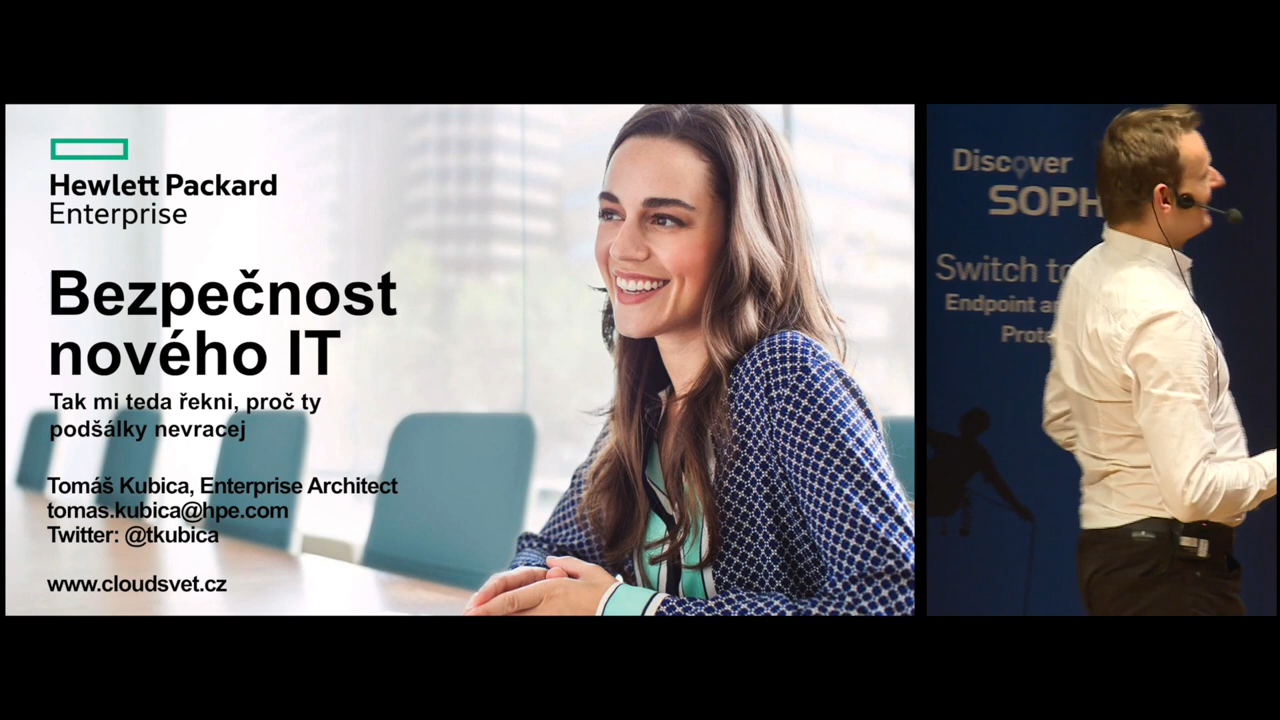 Hewlett Packard
Enterprise
Bezpečnost
nového IT
Tak mi teda řekni, proč ty
podšálky nevracej
Tomáš Kubica, Enterprise Architect
tomas.kubica@hpe.com
Twitter: @tkubica
www.cloudsvet.cz
Discover
SOPH
Switch to
Endpoint